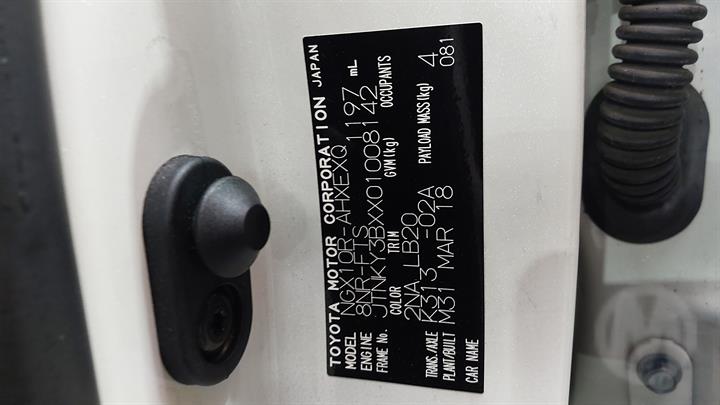 TOYOTA MOTOR CORPORATION JAPAN
MODEL NGX10R-AHXEXQ 1197 mL
ENGINE 8NR-FTS
FRAME No. JTNKY3BXX01008142
COLOR TRIM GVM(kg) OCCUPANTS
2NA LB20 4
TRANS./AXLE K313 -02A PAYLOAD MASS(kg)
PLANT/BUILT M31 MAR 18 081
CAR NAME